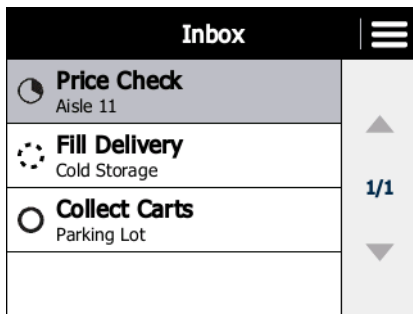 Inbox
Price Check
Aisle 11
Fill Delivery
Cold Storage
1/1
Collect Carts
Parking Lot